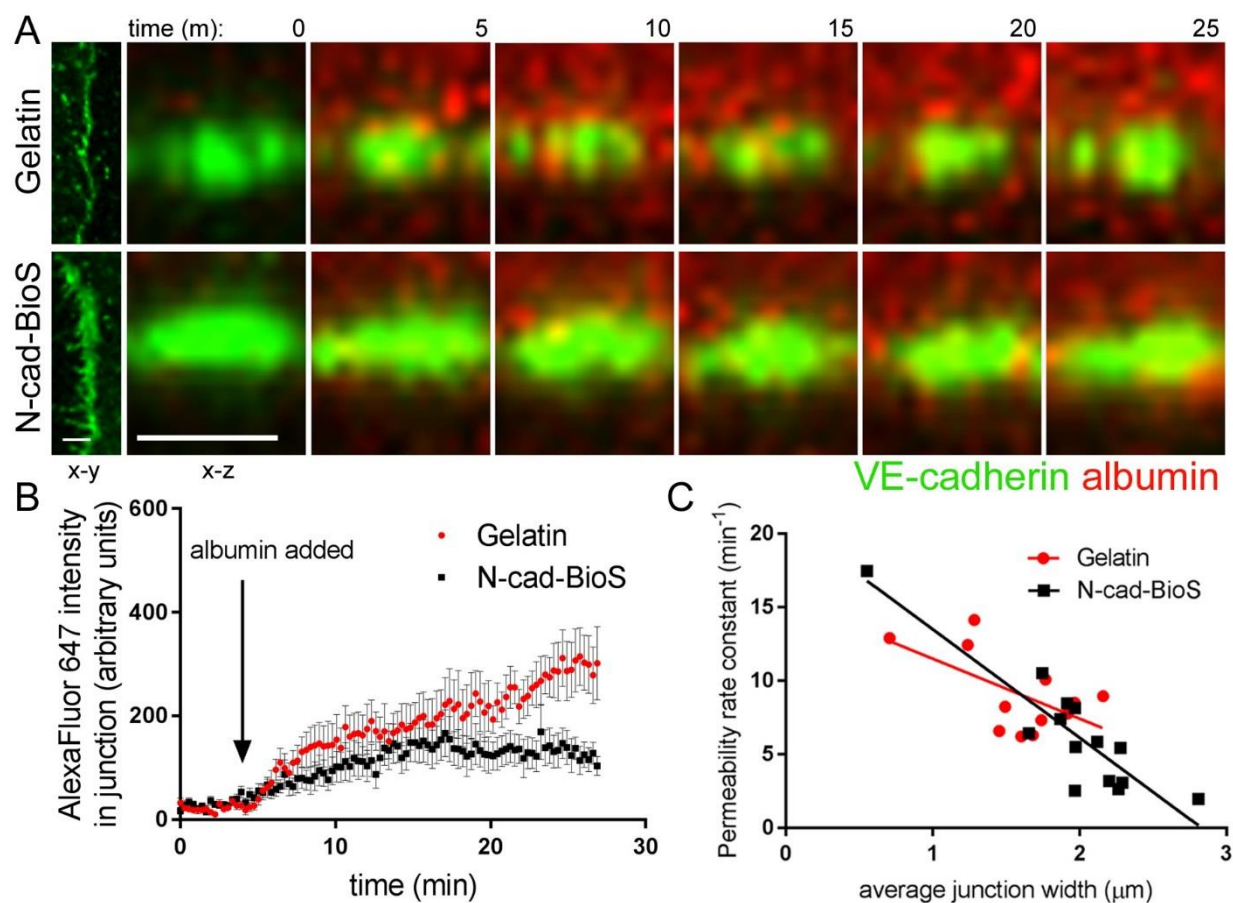 A
time (m): 0 5 10 15 20 25
Gelatin
N-cad-BioS
x-y x-z
VE-cadherin albumin
B
AlexaFluor 647 intensity
in junction (arbitrary units)
600
400
200
0
albumin added
Gelatin
N-cad-BioS
0 10 20 30
time (min)
C
Permeability rate constant (min⁻¹)
20
15
10
5
0
Gelatin
N-cad-BioS
0 1 2 3
average junction width (μm)